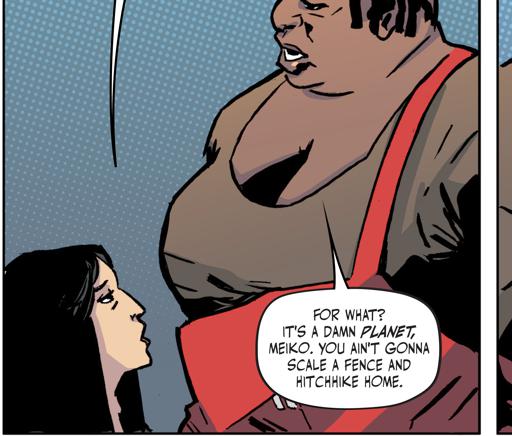 FOR WHAT?
IT'S A DAMN PLANET,
MEIKO. YOU AIN'T GONNA
SCALE A FENCE AND
HITCHHIKE HOME.